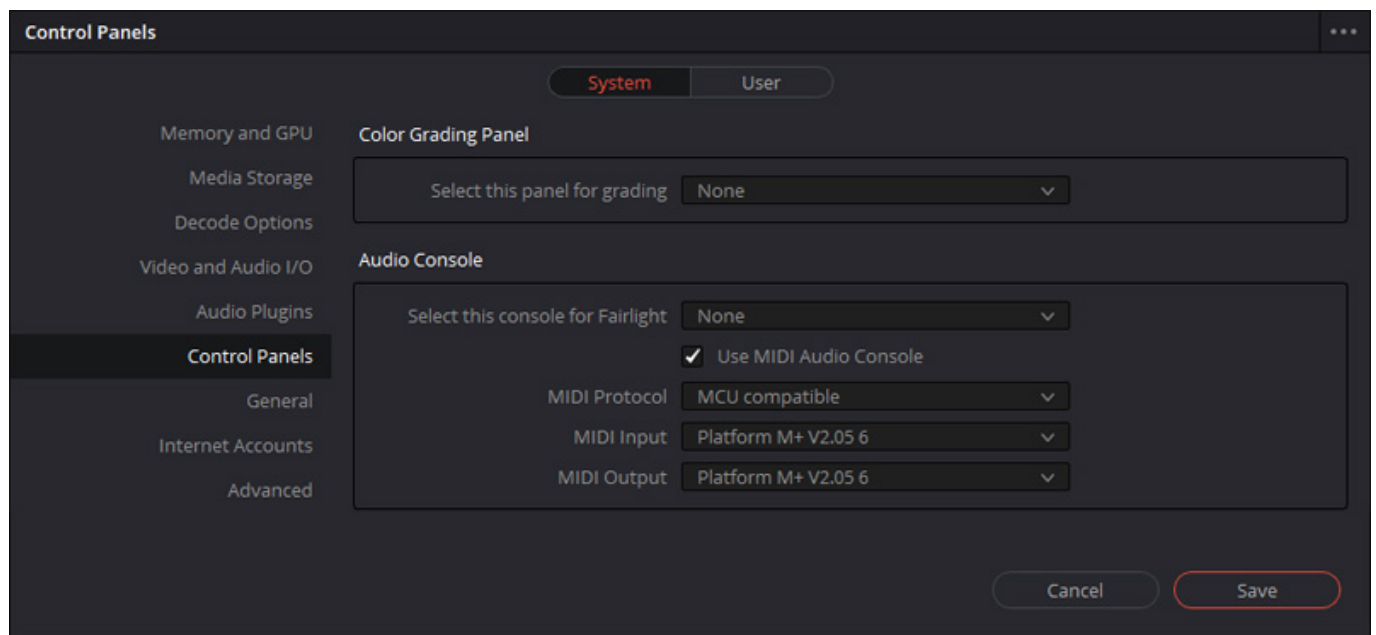 Control Panels
System User
Memory and GPU
Media Storage
Decode Options
Video and Audio I/O
Audio Plugins
Control Panels
General
Internet Accounts
Advanced
Color Grading Panel
Select this panel for grading None
Audio Console
Select this console for Fairlight None
Use MIDI Audio Console
MIDI Protocol MCU compatible
MIDI Input Platform M+ V2.05 6
MIDI Output Platform M+ V2.05 6
Cancel Save